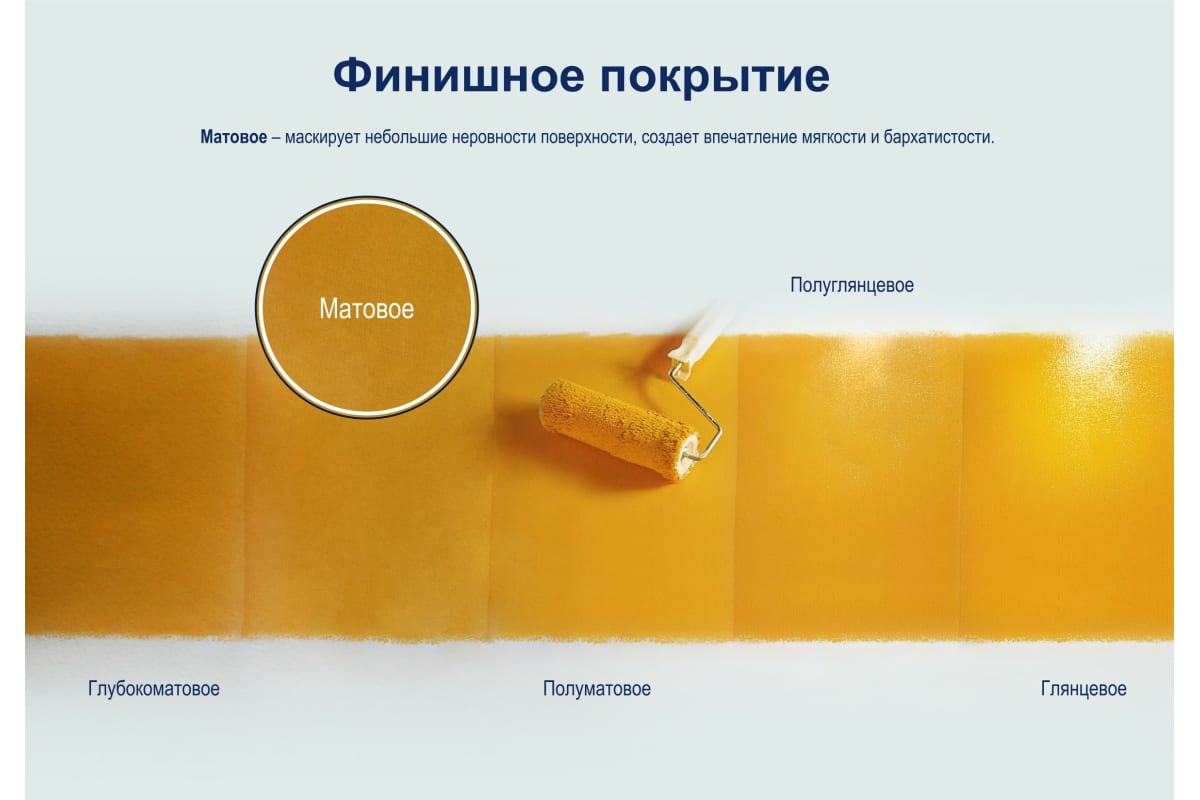 Финишное покрытие
Матовое – маскирует небольшие неровности поверхности, создает впечатление мягкости и бархатистости.
Полуглянцевое
Матовое
Глубокоматовое
Полуматовое
Глянцевое